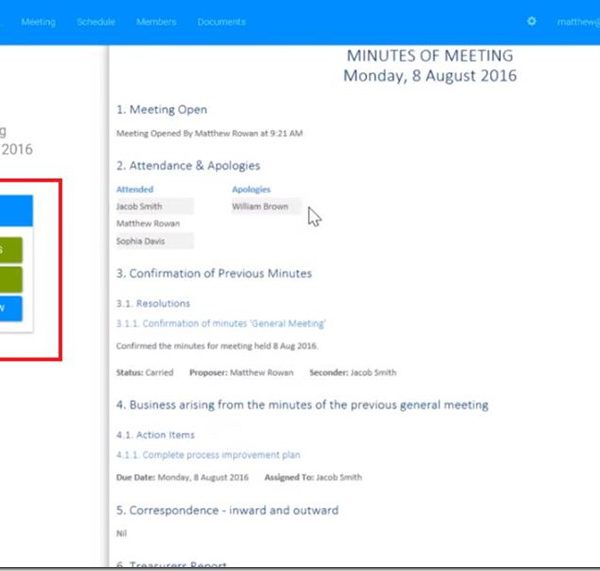 Meeting Schedule Members Documents matthew@
MINUTES OF MEETING
Monday, 8 August 2016
g
2016
S
W
1. Meeting Open
Meeting Opened By Matthew Rowan at 9:21 AM
2. Attendance & Apologies
Attended Apologies
Jacob Smith William Brown
Matthew Rowan
Sophia Davis
3. Confirmation of Previous Minutes
3.1. Resolutions
3.1.1. Confirmation of minutes 'General Meeting'
Confirmed the minutes for meeting held 8 Aug 2016.
Status: Carried Proposer: Matthew Rowan Seconder: Jacob Smith
4. Business arising from the minutes of the previous general meeting
4.1. Action Items
4.1.1. Complete process improvement plan
Due Date: Monday, 8 August 2016 Assigned To: Jacob Smith
5. Correspondence - inward and outward
Nil
6. Treasurers Report